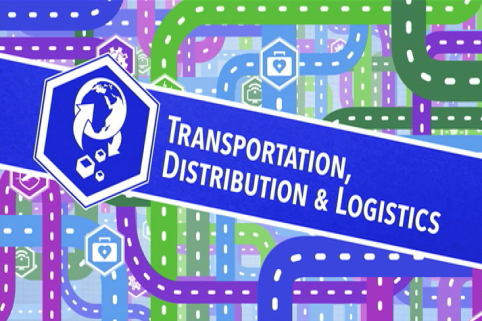 Transportation,
Distribution & Logistics